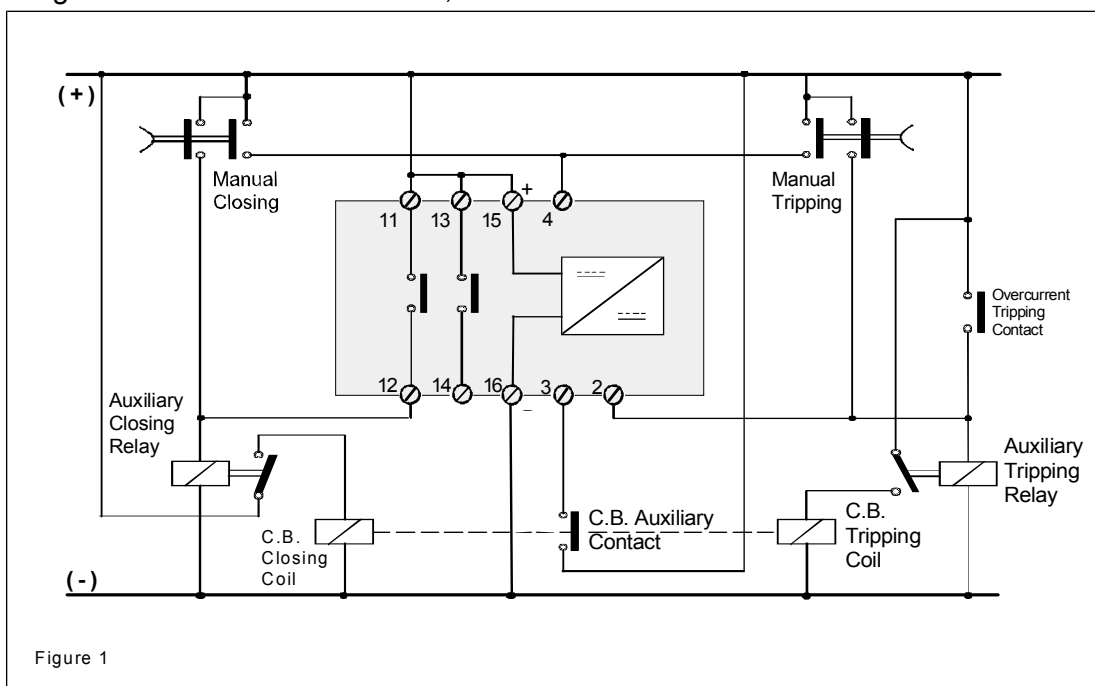 (+)
Manual
Closing
Manual
Tripping
+
11
13
15
4
Overcurrent
Tripping
Contact
12
14
16
3
2
–
Auxiliary
Closing
Relay
Auxiliary
Tripping
Relay
C.B.
Closing
Coil
C.B. Auxiliary
Contact
C.B.
Tripping
Coil
(-)
Figure 1